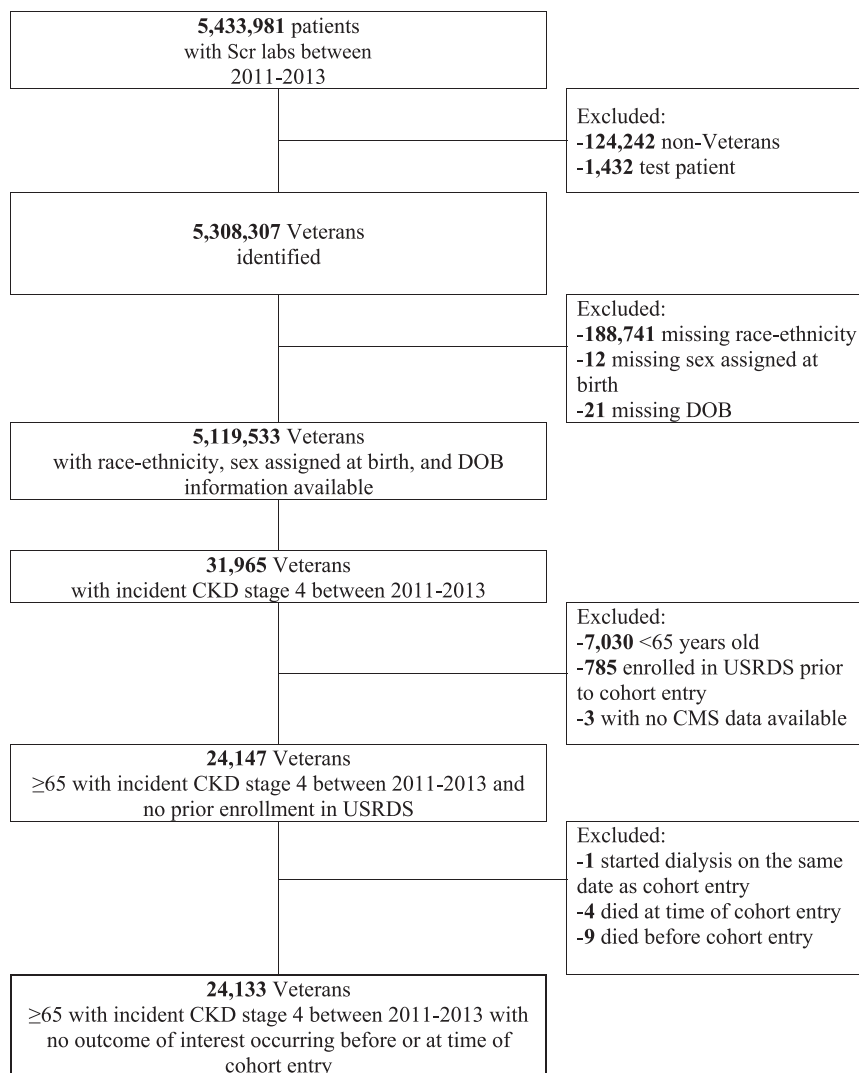 5,433,981 patients
with Scr labs between
2011-2013
Excluded:
-124,242 non-Veterans
-1,432 test patient
5,308,307 Veterans
identified
Excluded:
-188,741 missing race-ethnicity
-12 missing sex assigned at
birth
-21 missing DOB
5,119,533 Veterans
with race-ethnicity, sex assigned at birth, and DOB
information available
31,965 Veterans
with incident CKD stage 4 between 2011-2013
Excluded:
-7,030 <65 years old
-785 enrolled in USRDS prior
to cohort entry
-3 with no CMS data available
24,147 Veterans
≥65 with incident CKD stage 4 between 2011-2013 and
no prior enrollment in USRDS
Excluded:
-1 started dialysis on the same
date as cohort entry
-4 died at time of cohort entry
-9 died before cohort entry
24,133 Veterans
≥65 with incident CKD stage 4 between 2011-2013 with
no outcome of interest occurring before or at time of
cohort entry